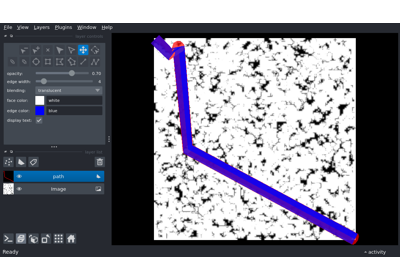 File View Layers Plugins Window Help
opacity: 0.70
edge width: 4
blending: translucent
face color: white
edge color: blue
display text:
path
Image
Ready
activity